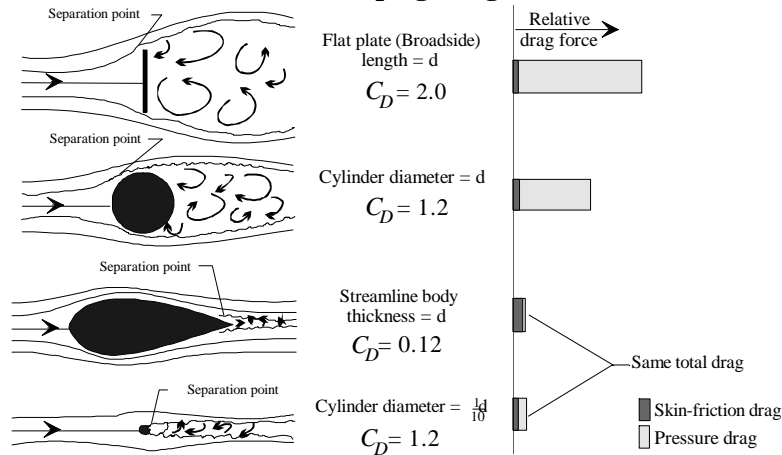 Separation point
Flat plate (Broadside)
length = d
C_D = 2.0
Relative
drag force
Separation point
Cylinder diameter = d
C_D = 1.2
Separation point
Streamline body
thickness = d
C_D = 0.12
Same total drag
Separation point
Cylinder diameter = 1/10 d
C_D = 1.2
Skin-friction drag
Pressure drag